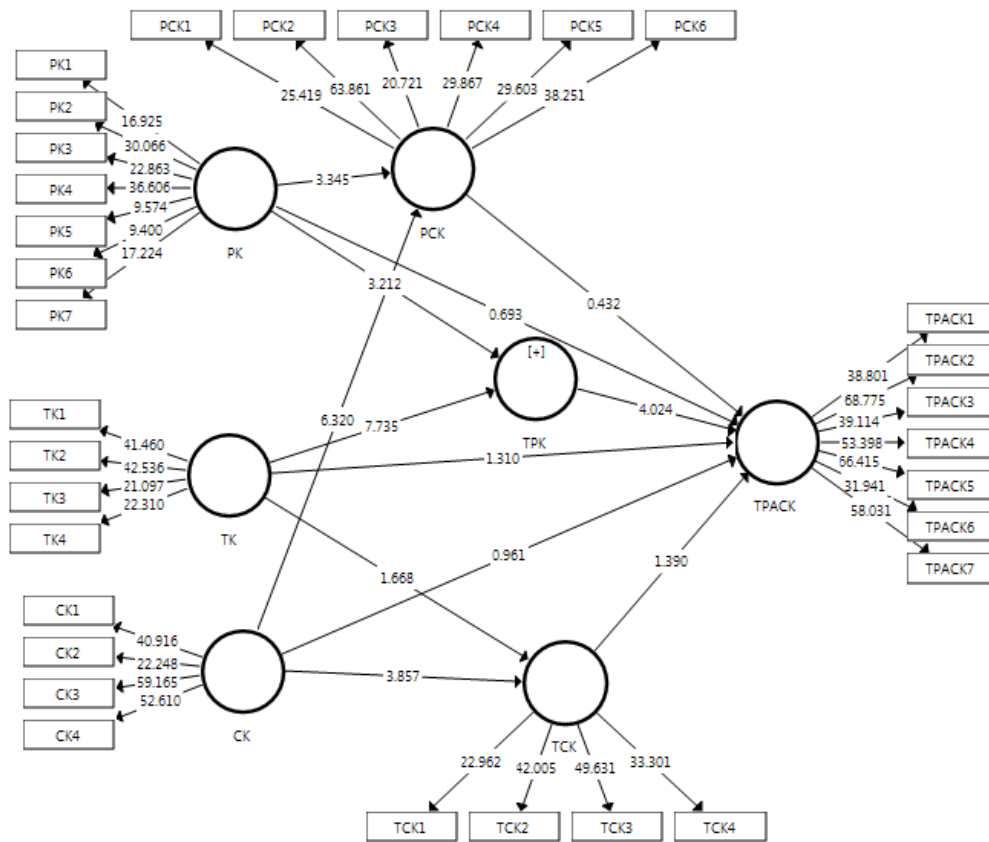 PCK1
PCK2
PCK3
PCK4
PCK5
PCK6
25.419
63.861
20.721
29.867
29.603
38.251
PK1
PK2
PK3
PK4
PK5
PK6
PK7
16.925
30.066
22.863
36.606
9.574
9.400
17.224
PK
3.345
PCK
3.212
0.693
0.432
[+]
TPK
6.320
7.735
4.024
1.310
TK1
TK2
TK3
TK4
41.460
42.536
21.097
22.310
TK
TPACK
TPACK1
TPACK2
TPACK3
TPACK4
TPACK5
TPACK6
TPACK7
38.801
68.775
39.114
53.398
66.415
31.941
58.031
1.668
0.961
1.390
CK1
CK2
CK3
CK4
40.916
22.248
59.165
52.610
CK
3.857
TCK
22.962
42.005
49.631
33.301
TCK1
TCK2
TCK3
TCK4